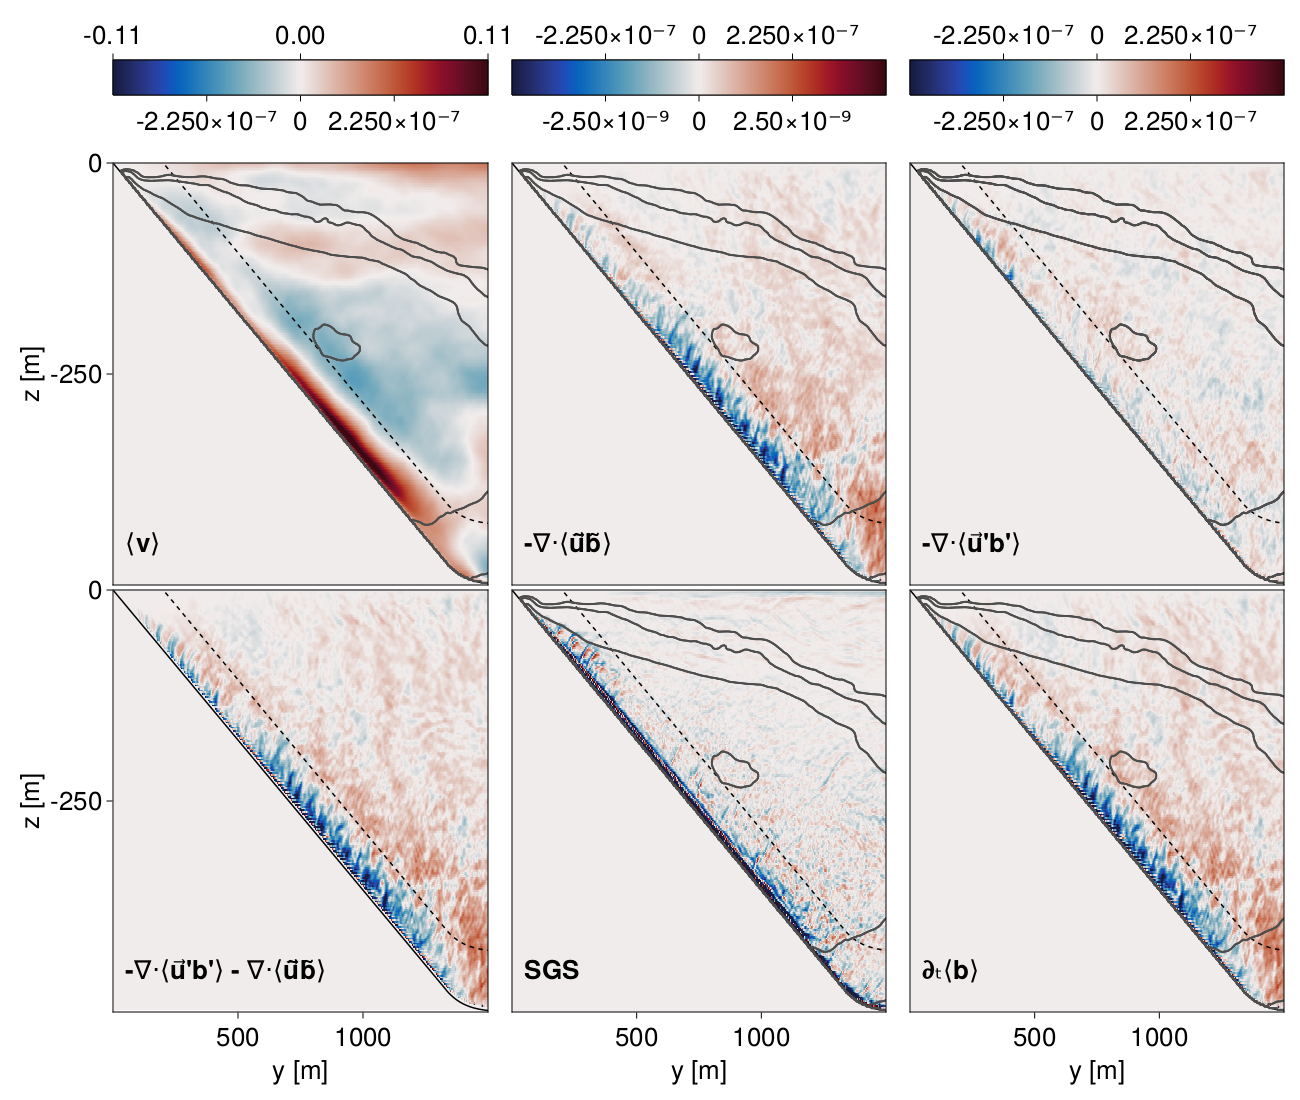 -0.11 0.00 0.11 -2.250×10⁻⁷ 0 2.250×10⁻⁷ -2.250×10⁻⁷ 0 2.250×10⁻⁷
-2.250×10⁻⁷ 0 2.250×10⁻⁷ -2.50×10⁻⁹ 0 2.50×10⁻⁹ -2.250×10⁻⁷ 0 2.250×10⁻⁷
0
z [m]
-250
⟨v⟩ -∇·⟨ũ⃗b̃⟩ -∇·⟨u⃗'b'⟩
0
z [m]
-250
-∇·⟨u⃗'b'⟩ - ∇·⟨ũ⃗b̃⟩ SGS ∂ₜ⟨b⟩
500 1000 500 1000 500 1000
y [m] y [m] y [m]